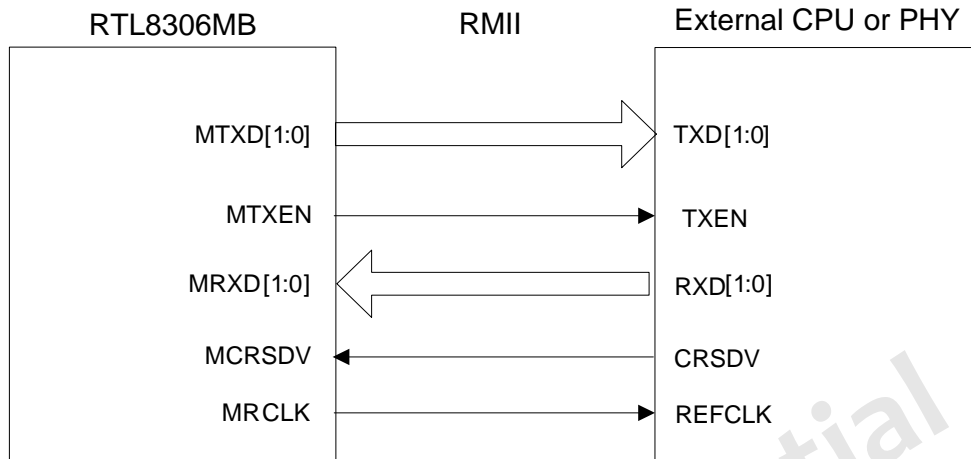 RTL8306MB RMII External CPU or PHY
MTXD[1:0] TXD[1:0]
MTXEN TXEN
MRXD[1:0] RXD[1:0]
MCRSDV CRSDV
MRCLK REFCLK
tial